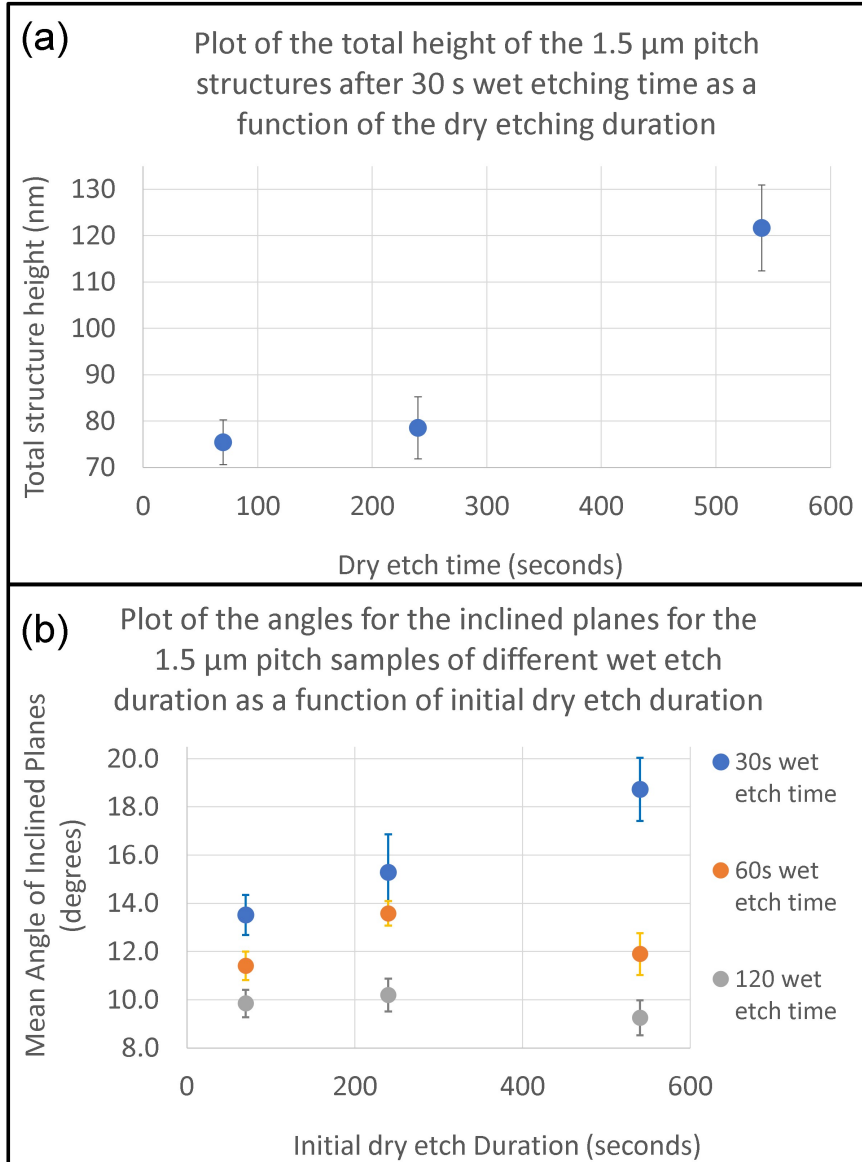 (a)
Plot of the total height of the 1.5 µm pitch
structures after 30 s wet etching time as a
function of the dry etching duration
Total structure height (nm)
130
120
110
100
90
80
70
0 100 200 300 400 500 600
Dry etch time (seconds)
(b)
Plot of the angles for the inclined planes for the
1.5 µm pitch samples of different wet etch
duration as a function of initial dry etch duration
Mean Angle of Inclined Planes
(degrees)
20.0
18.0
16.0
14.0
12.0
10.0
8.0
0 200 400 600
Initial dry etch Duration (seconds)
30s wet
etch time
60s wet
etch time
120 wet
etch time